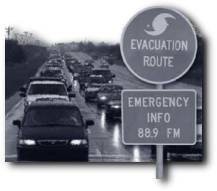 EVACUATION
ROUTE
EMERGENCY
INFO
88.9 FM